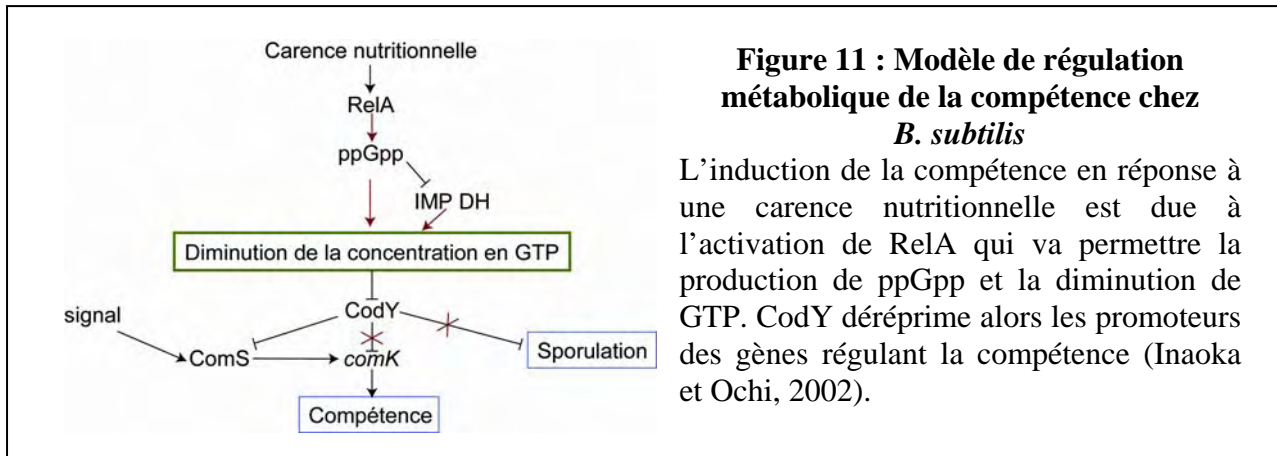 Carence nutritionnelle
RelA
ppGpp
IMP DH
Diminution de la concentration en GTP
signal
CodY
ComS
comK
Sporulation
Compétence
Figure 11 : Modèle de régulation
métabolique de la compétence chez
B. subtilis
L'induction de la compétence en réponse à
une carence nutritionnelle est due à
l'activation de RelA qui va permettre la
production de ppGpp et la diminution de
GTP. CodY déréprime alors les promoteurs
des gènes régulant la compétence (Inaoka
et Ochi, 2002).